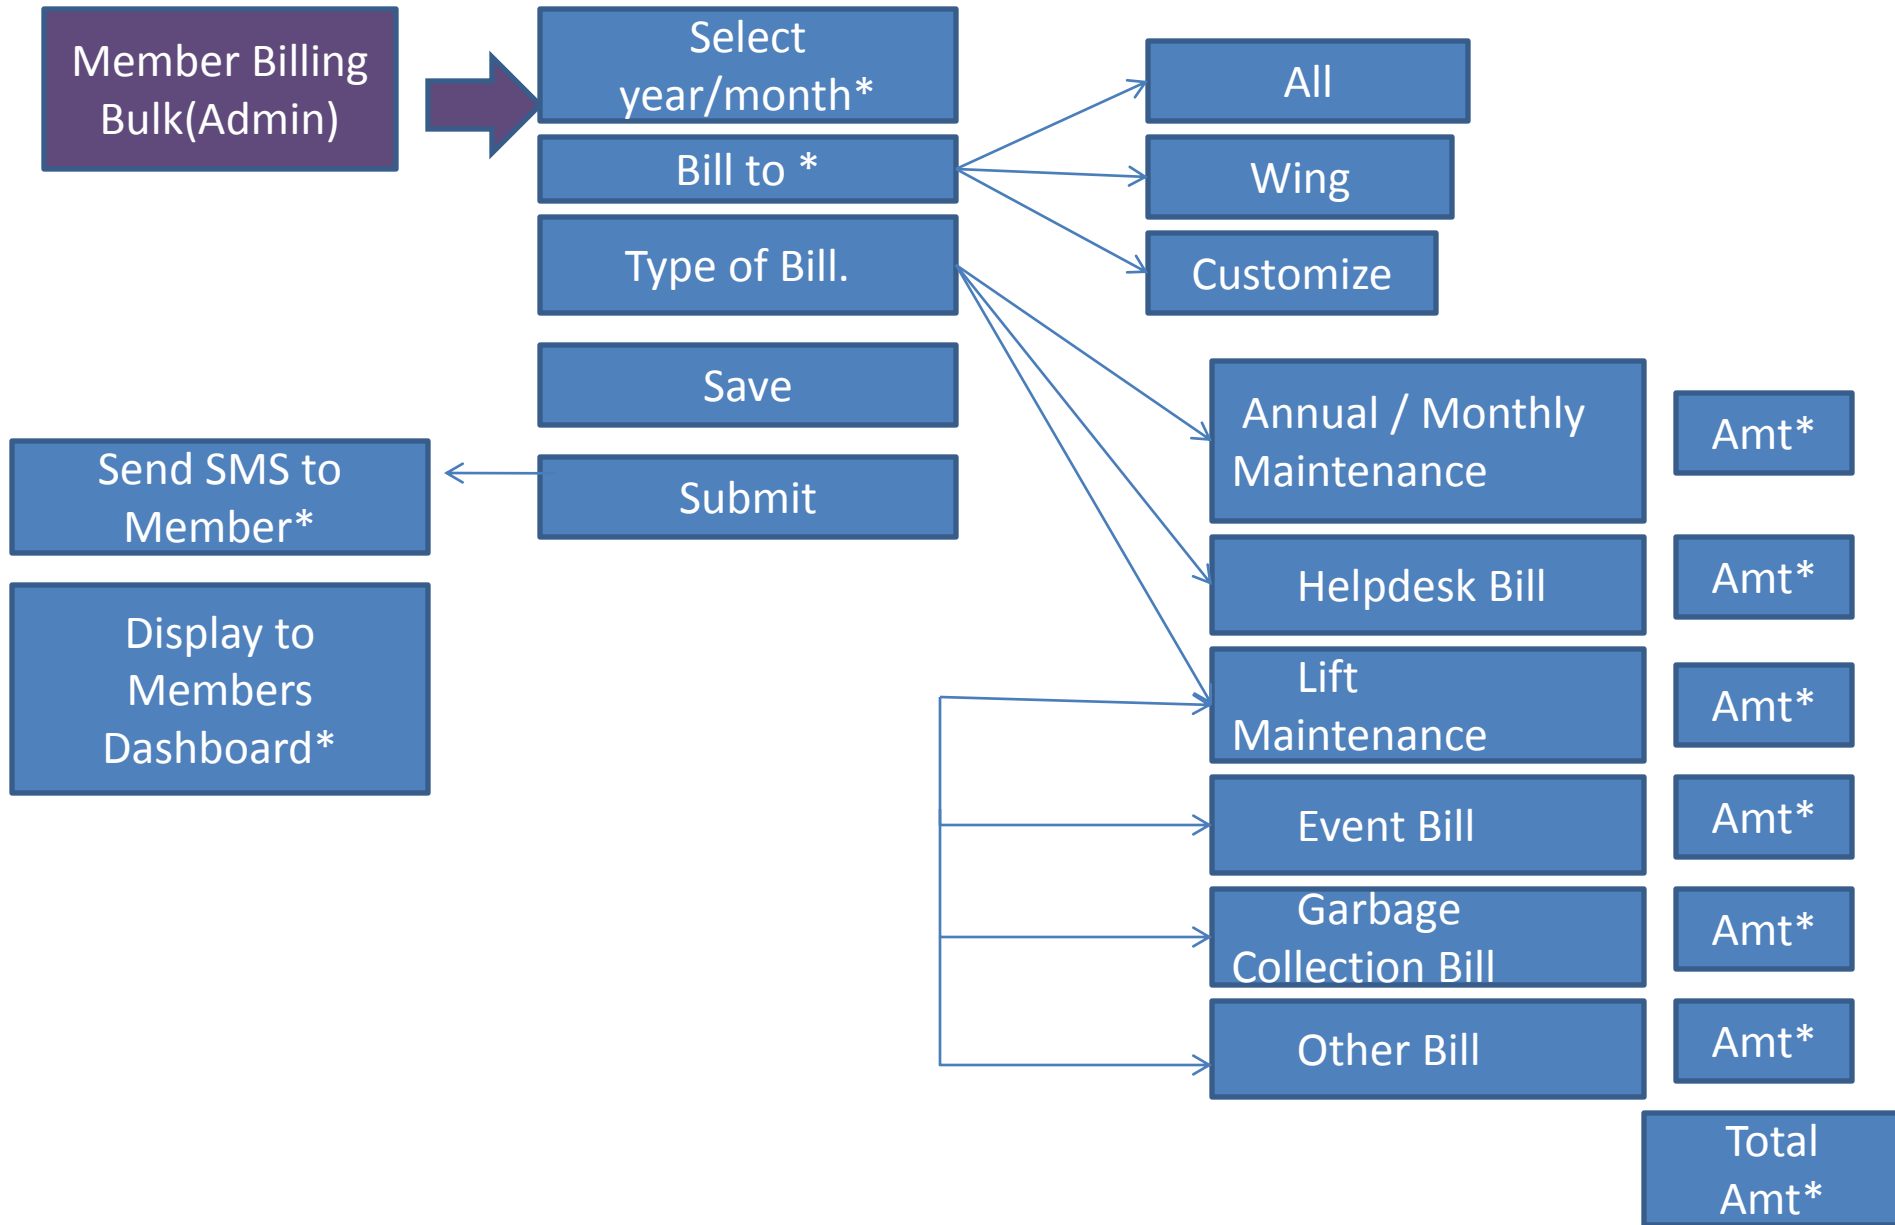 Member Billing
Bulk(Admin)
Select
year/month*
Bill to *
Type of Bill.
Save
Submit
All
Wing
Customize
Send SMS to
Member*
Display to
Members
Dashboard*
Annual / Monthly
Maintenance
Amt*
Helpdesk Bill
Amt*
Lift
Maintenance
Amt*
Event Bill
Amt*
Garbage
Collection Bill
Amt*
Other Bill
Amt*
Total
Amt*